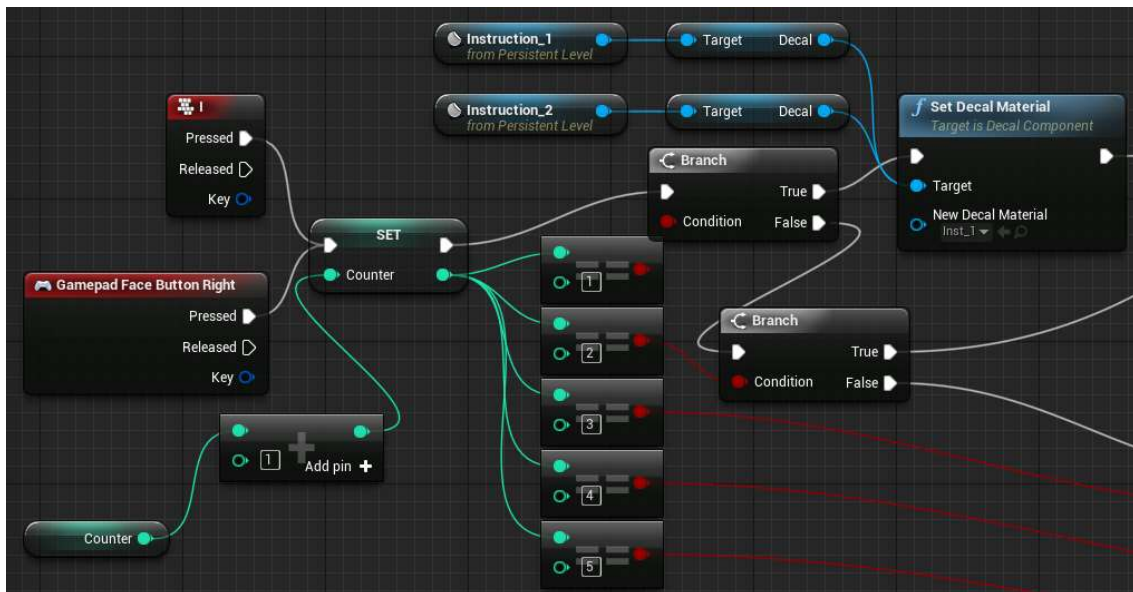 Instruction_1
from Persistent Level
Target Decal
Instruction_2
from Persistent Level
Target Decal
Set Decal Material
Target is Decal Component
Target
New Decal Material
Inst_1
I
Pressed
Released
Key
Branch
True
Condition False
SET
Counter
Gamepad Face Button Right
Pressed
Released
Key
1
2
3
4
5
Branch
True
Condition False
1 Add pin +
Counter